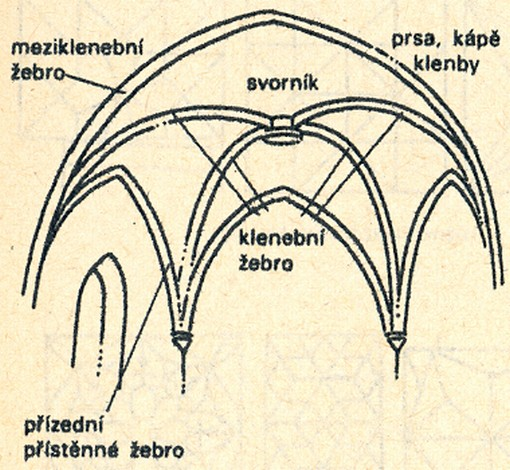 meziklenební
žebro
prsa, kápě
klenby
svorník
klenební
žebro
přízední
přístěnné žebro